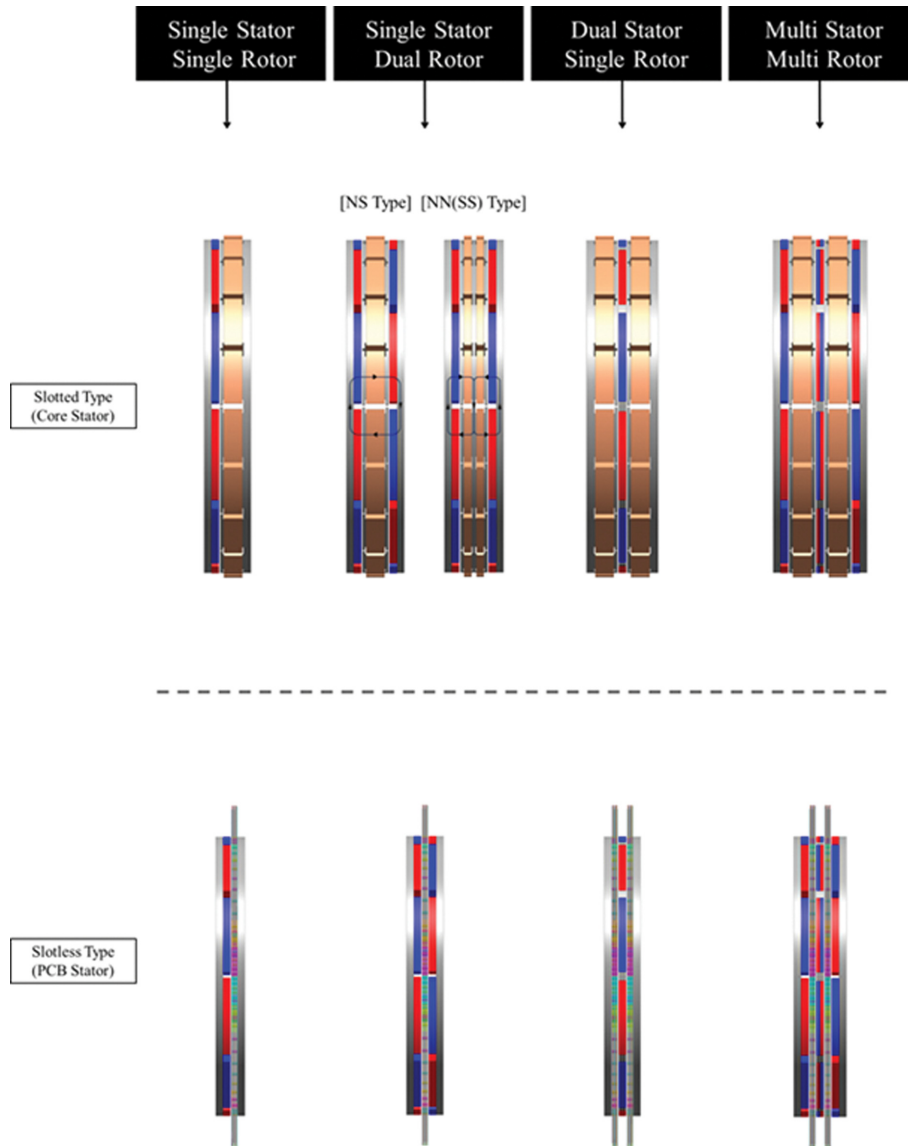 Single Stator
Single Rotor
Single Stator
Dual Rotor
Dual Stator
Single Rotor
Multi Stator
Multi Rotor
[NS Type]
[NN(SS) Type]
Slotted Type
(Core Stator)
Slotless Type
(PCB Stator)